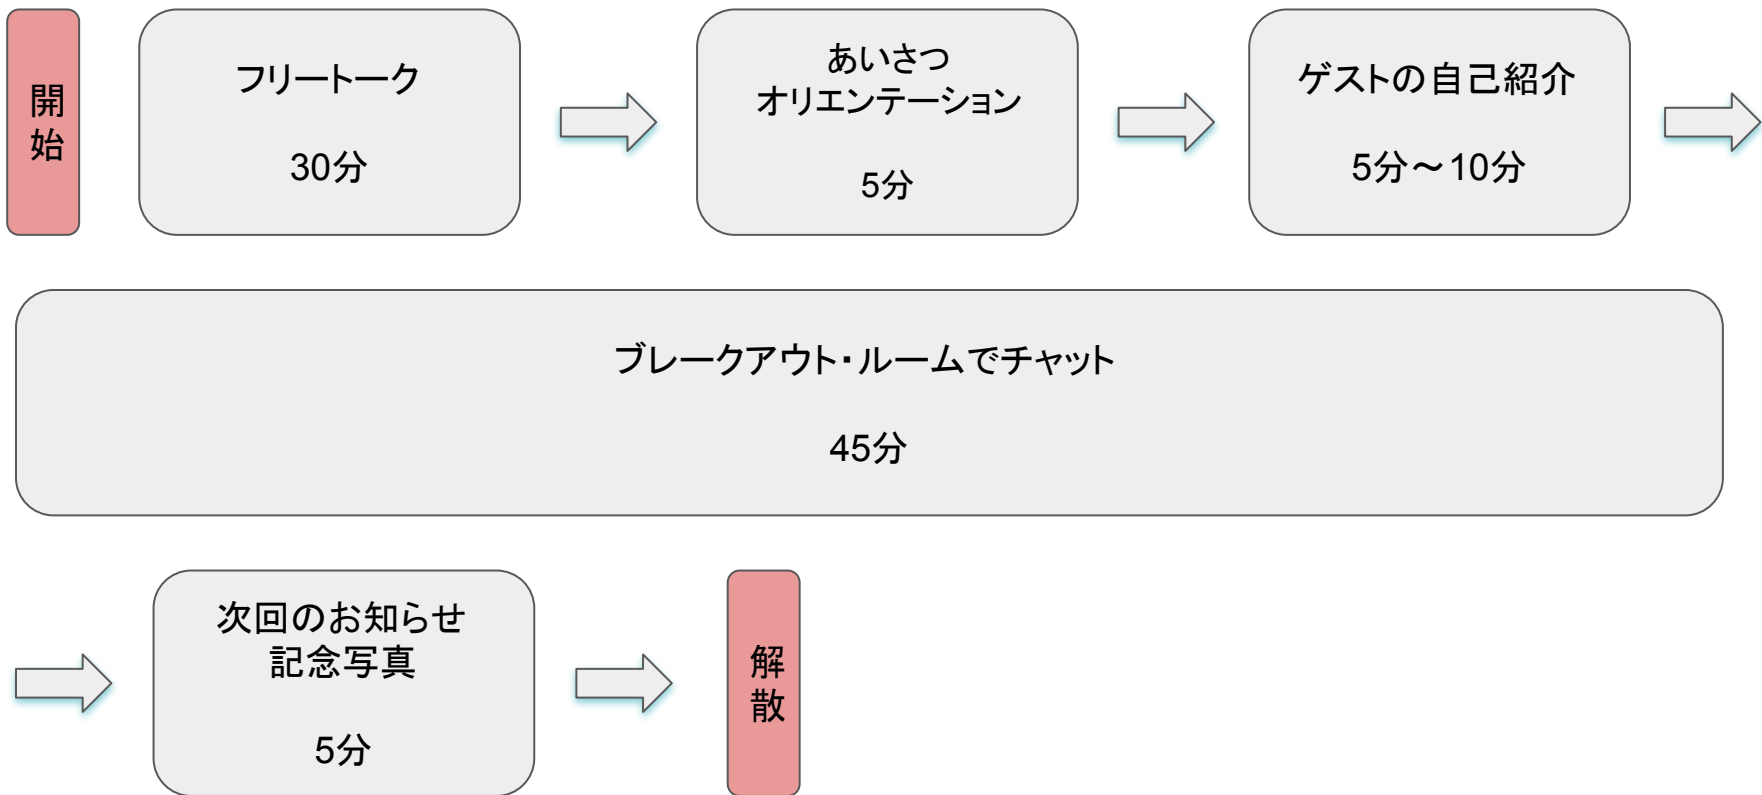 開始
フリートーク
30分
あいさつ
オリエンテーション
5分
ゲストの自己紹介
5分～10分
ブレークアウト・ルームでチャット
45分
次回のお知らせ
記念写真
5分
解散